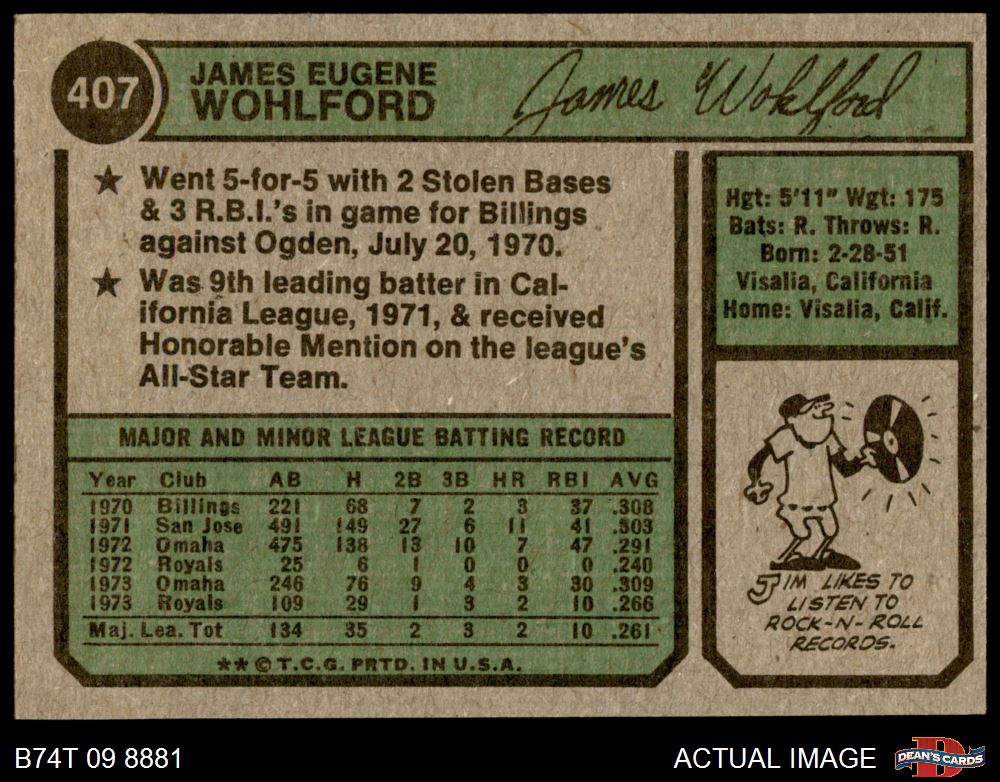 407
JAMES EUGENE
WOHLFORD
James Wohlford
★ Went 5-for-5 with 2 Stolen Bases
& 3 R.B.I.'s in game for Billings
against Ogden, July 20, 1970.
★ Was 9th leading batter in Cal-
ifornia League, 1971, & received
Honorable Mention on the league's
All-Star Team.
Hgt: 5'11" Wgt: 175
Bats: R. Throws: R.
Born: 2-28-51
Visalia, California
Home: Visalia, Calif.
MAJOR AND MINOR LEAGUE BATTING RECORD
Year Club AB H 2B 3B HR RBI AVG
1970 Billings 221 68 7 2 3 37 .308
1971 San Jose 491 149 27 6 11 41 .303
1972 Omaha 475 138 13 10 7 47 .291
1972 Royals 25 6 1 0 0 0 .240
1973 Omaha 246 76 9 4 3 30 .309
1973 Royals 109 29 1 3 2 10 .266
Maj. Lea. Tot 134 35 2 3 2 10 .261
** © T.C.G. PRTD. IN U.S.A.
JIM LIKES TO
LISTEN TO
ROCK-N-ROLL
RECORDS.
B74T 09 8881
ACTUAL IMAGE
DEAN'S CARDS